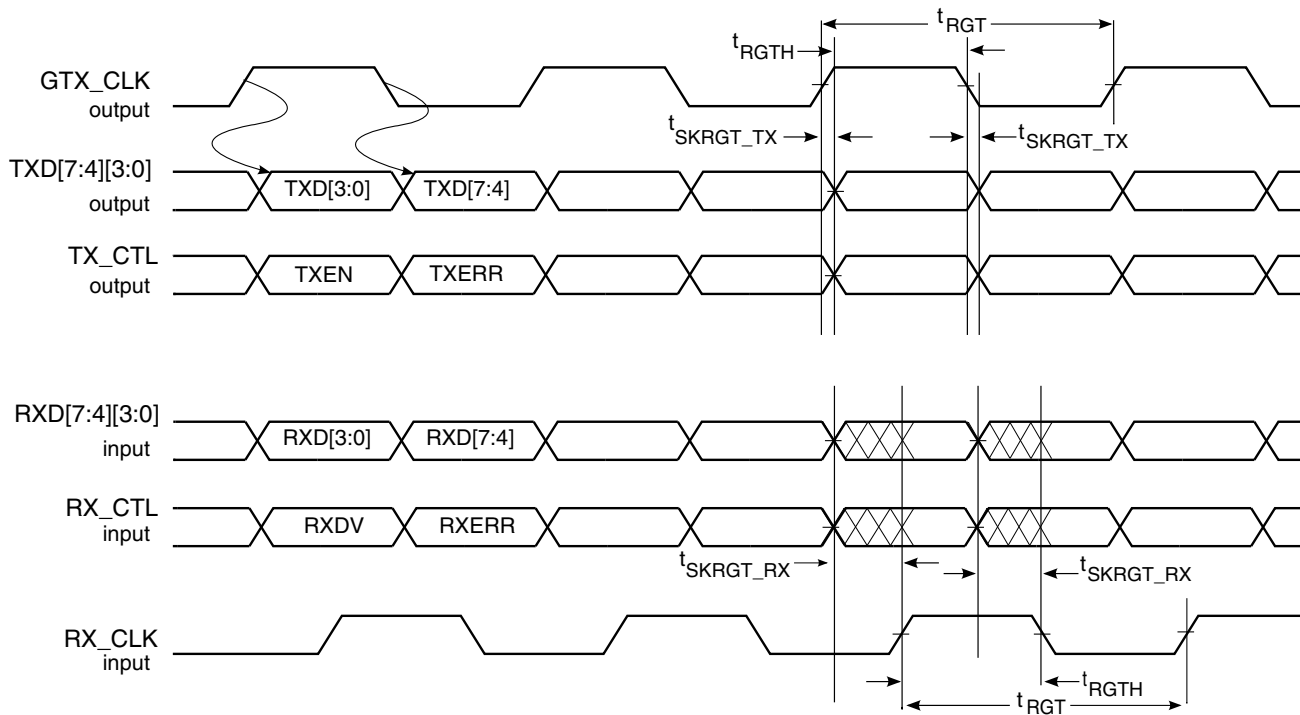 tRGT
tRGTH
GTX_CLK
output
tSKRGT_TX
tSKRGT_TX
TXD[7:4][3:0]
output
TXD[3:0]
TXD[7:4]
TX_CTL
output
TXEN
TXERR
RXD[7:4][3:0]
input
RXD[3:0]
RXD[7:4]
RX_CTL
input
RXDV
RXERR
tSKRGT_RX
tSKRGT_RX
RX_CLK
input
tRGTH
tRGT